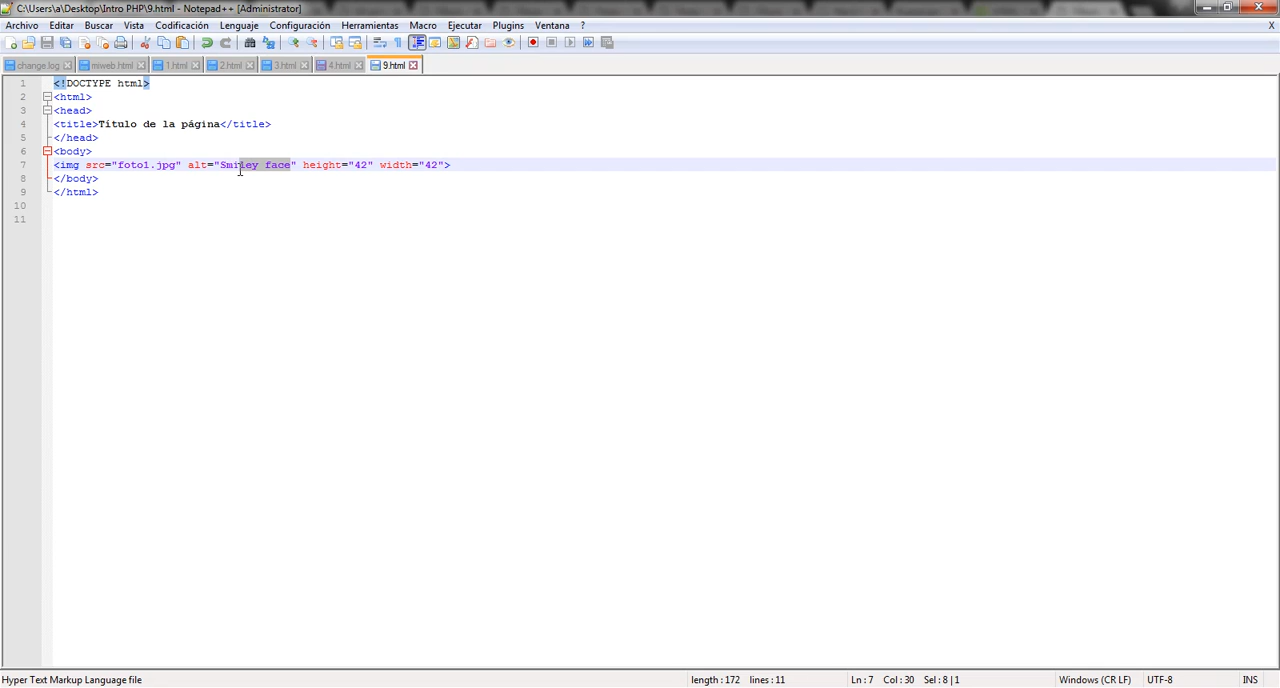 C:\Users\a\Desktop\Intro PHP\9.html - Notepad++ [Administrator]
Archivo Editar Buscar Vista Codificación Lenguaje Configuración Herramientas Macro Ejecutar Plugins Ventana ? X
change.log miweb.html 1.html 2.html 3.html 4.html 9.html
1 <!DOCTYPE html>
2 <html>
3 <head>
4 <title>Título de la página</title>
5 </head>
6 <body>
7 <img src="foto1.jpg" alt="Smiley face" height="42" width="42">
8 </body>
9 </html>
10
11
Hyper Text Markup Language file length : 172 lines : 11 Ln : 7 Col : 30 Sel : 8 | 1 Windows (CR LF) UTF-8 INS